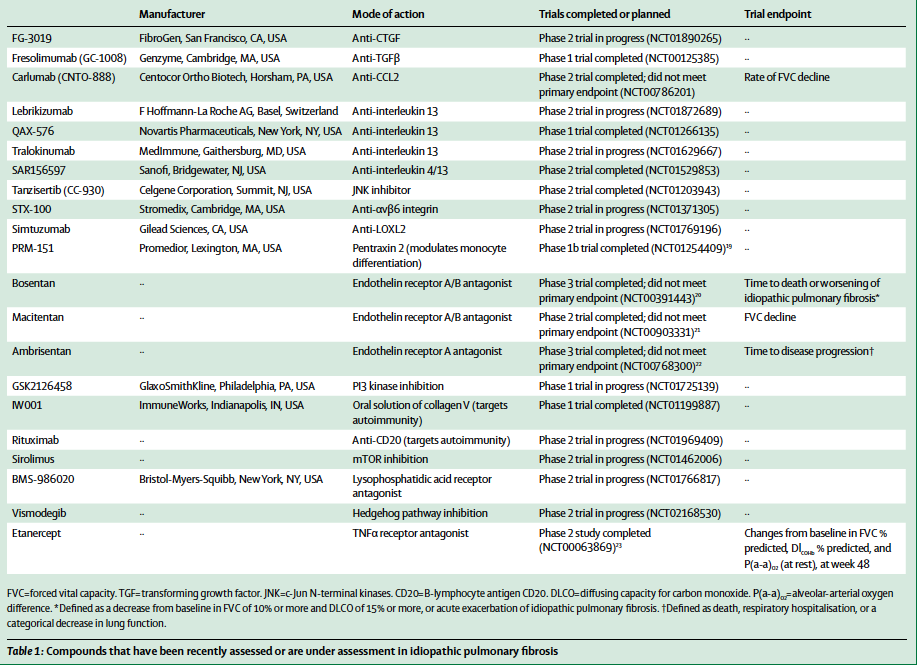 Manufacturer Mode of action Trials completed or planned Trial endpoint
FG-3019 FibroGen, San Francisco, CA, USA Anti-CTGF Phase 2 trial in progress (NCT01890265) ··
Fresolimumab (GC-1008) Genzyme, Cambridge, MA, USA Anti-TGFβ Phase 1 trial completed (NCT00125385) ··
Carlumab (CNTO-888) Centocor Ortho Biotech, Horsham, PA, USA Anti-CCL2 Phase 2 trial completed; did not meet Rate of FVC decline
primary endpoint (NCT00786201)
Lebrikizumab F Hoffmann-La Roche AG, Basel, Switzerland Anti-interleukin 13 Phase 2 trial in progress (NCT01872689) ··
QAX-576 Novartis Pharmaceuticals, New York, NY, USA Anti-interleukin 13 Phase 1 trial completed (NCT01266135) ··
Tralokinumab MedImmune, Gaithersburg, MD, USA Anti-interleukin 13 Phase 2 trial in progress (NCT01629667) ··
SAR156597 Sanofi, Bridgewater, NJ, USA Anti-interleukin 4/13 Phase 2 trial in progress (NCT01529853) ··
Tanzisertib (CC-930) Celgene Corporation, Summit, NJ, USA JNK inhibitor Phase 2 trial in progress (NCT01203943) ··
STX-100 Stromedix, Cambridge, MA, USA Anti-αvβ6 integrin Phase 2 trial in progress (NCT01371305) ··
Simtuzumab Gilead Sciences, CA, USA Anti-LOXL2 Phase 2 trial in progress (NCT01769196) ··
PRM-151 Promedior, Lexington, MA, USA Pentraxin 2 (modulates monocyte Phase 1b trial completed (NCT01254409)¹⁹ ··
differentiation)
Bosentan ·· Endothelin receptor A/B antagonist Phase 3 trial completed; did not meet Time to death or worsening of
primary endpoint (NCT00391443)²⁰ idiopathic pulmonary fibrosis*
Macitentan ·· Endothelin receptor A/B antagonist Phase 2 trial completed; did not meet FVC decline
primary endpoint (NCT00903331)²¹
Ambrisentan ·· Endothelin receptor A antagonist Phase 3 trial completed; did not meet Time to disease progression†
primary endpoint (NCT00768300)²²
GSK2126458 GlaxoSmithKline, Philadelphia, PA, USA PI3 kinase inhibition Phase 1 trial in progress (NCT01725139) ··
IW001 ImmuneWorks, Indianapolis, IN, USA Oral solution of collagen V (targets Phase 1 trial completed (NCT01199887) ··
autoimmunity)
Rituximab ·· Anti-CD20 (targets autoimmunity) Phase 2 trial in progress (NCT01969409) ··
Sirolimus ·· mTOR inhibition Phase 2 trial in progress (NCT01462006) ··
BMS-986020 Bristol-Myers-Squibb, New York, NY, USA Lysophosphatidic acid receptor Phase 2 trial in progress (NCT01766817) ··
antagonist
Vismodegib ·· Hedgehog pathway inhibition Phase 2 trial in progress (NCT02168530) ··
Etanercept ·· TNFα receptor antagonist Phase 2 study completed Changes from baseline in FVC %
(NCT00063869)²³ predicted, Dlcoнb % predicted, and
P(a-a)O2 (at rest), at week 48
FVC=forced vital capacity. TGF=transforming growth factor. JNK=c-Jun N-terminal kinases. CD20=B-lymphocyte antigen CD20. DLCO=diffusing capacity for carbon monoxide. P(a-a)O2=alveolar-arterial oxygen
difference. *Defined as a decrease from baseline in FVC of 10% or more and DLCO of 15% or more, or acute exacerbation of idiopathic pulmonary fibrosis. †Defined as death, respiratory hospitalisation, or a
categorical decrease in lung function.
Table 1: Compounds that have been recently assessed or are under assessment in idiopathic pulmonary fibrosis